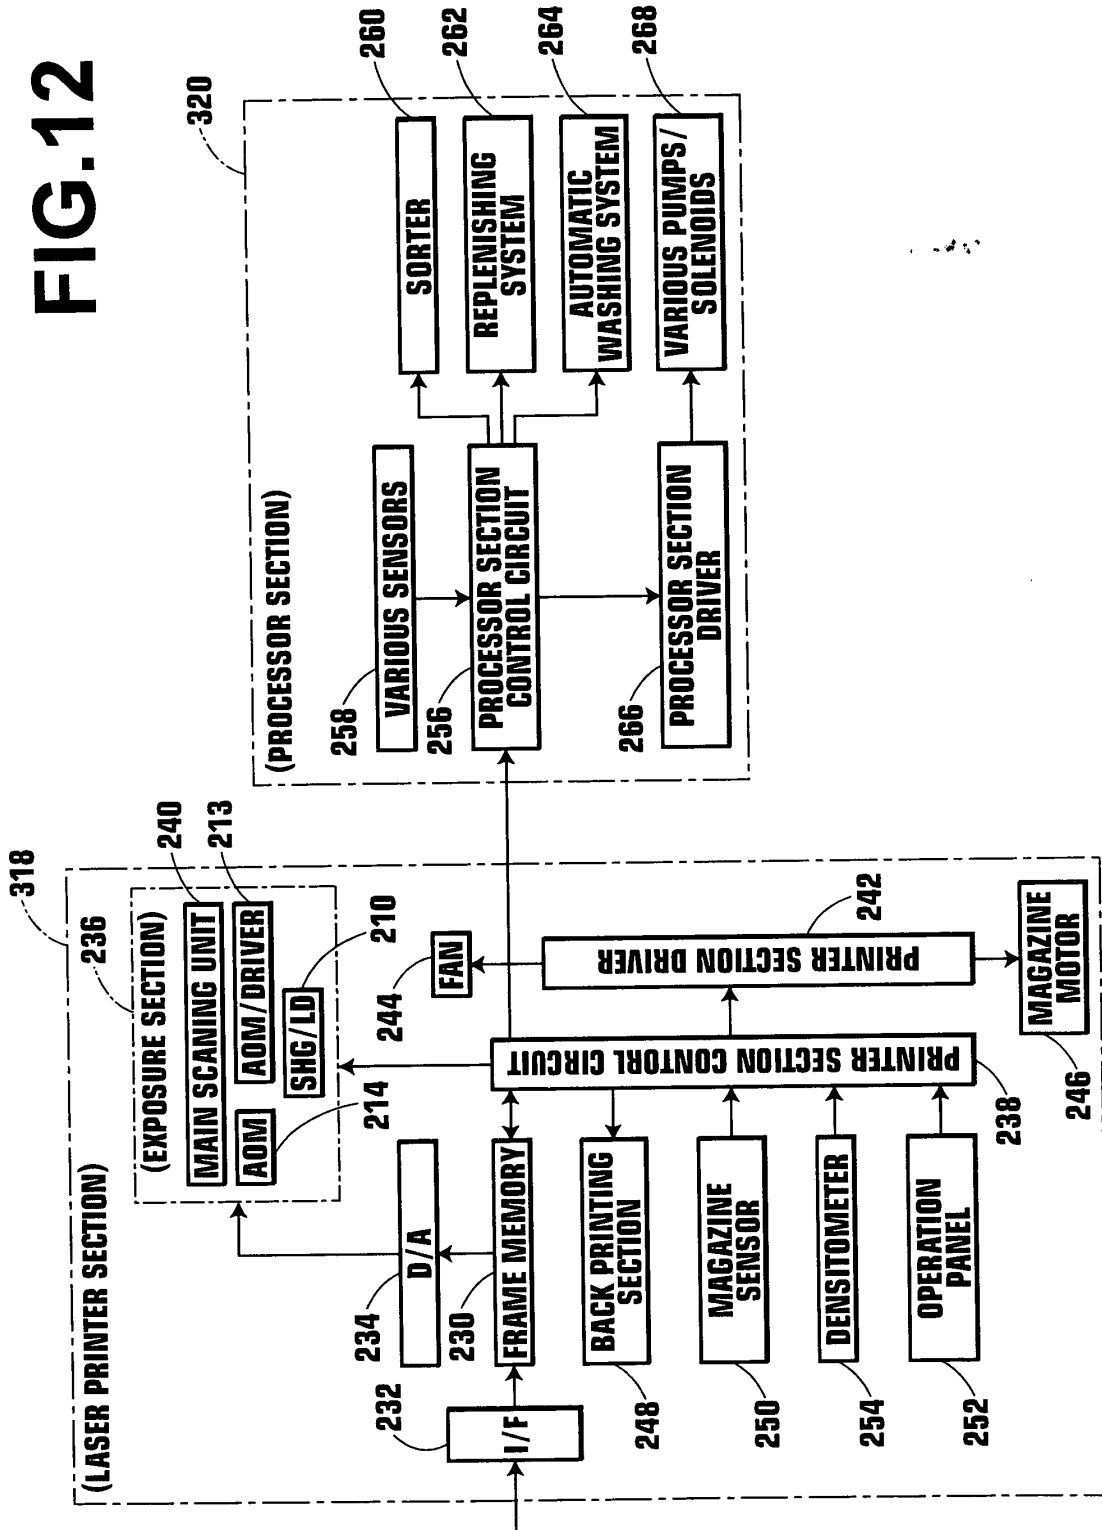 FIG.12
318
(LASER PRINTER SECTION)
236
(EXPOSURE SECTION)
240
MAIN SCANING UNIT
213
AOM
AOM/DRIVER
214
SHG/LD
210
234
D/A
232
I/F
230
FRAME MEMORY
244
FAN
248
BACK PRINTING
SECTION
250
MAGAZINE
SENSOR
254
DENSITOMETER
252
OPERATION
PANEL
PRINTER SECTION CONTORL CIRCUIT
238
PRINTER SECTION DRIVER
242
MAGAZINE
MOTOR
246
320
(PROCESSOR SECTION)
258
VARIOUS SENSORS
256
PROCESSOR SECTION
CONTROL CIRCUIT
266
PROCESSOR SECTION
DRIVER
SORTER
260
REPLENISHING
SYSTEM
262
AUTOMATIC
WASHING SYSTEM
264
VARIOUS PUMPS/
SOLENOIDS
268